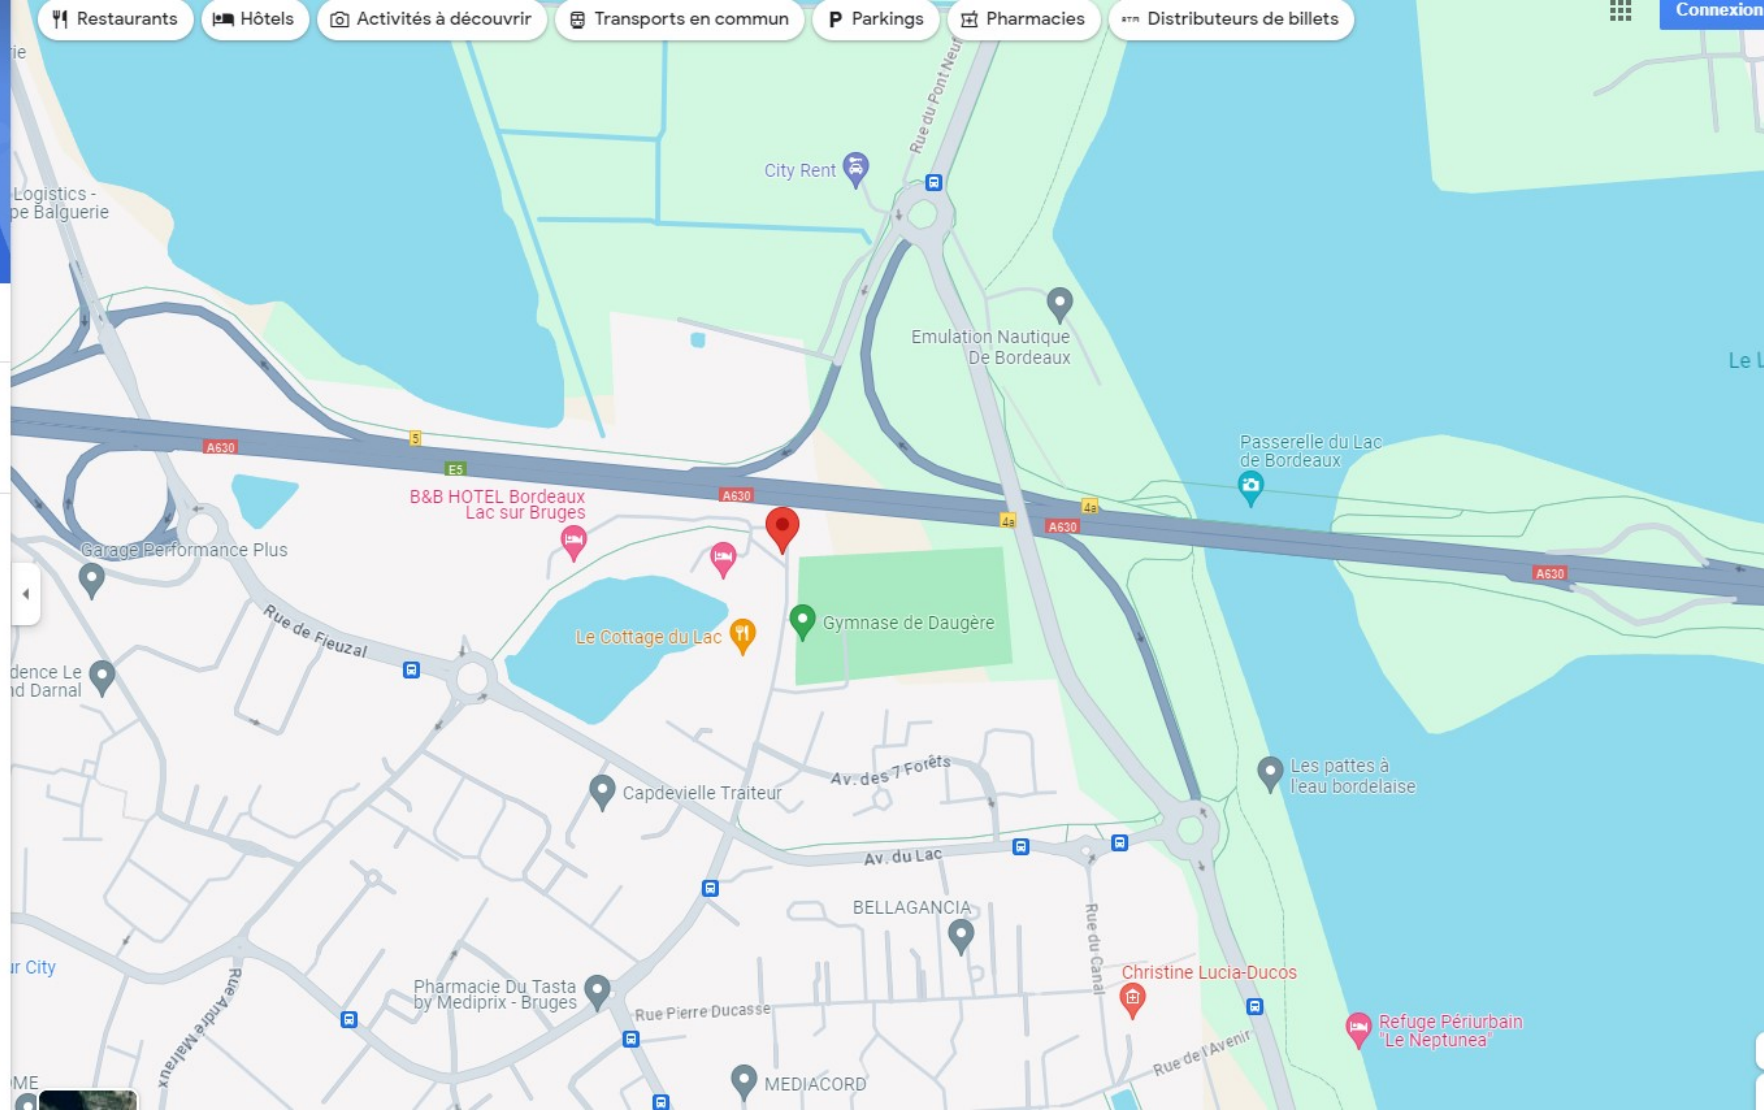 Restaurants
Hôtels
Activités à découvrir
Transports en commun
Parkings
Pharmacies
Distributeurs de billets
Connexion
Rue du Pont Neuf
City Rent
Logistics -
pe Balguerie
Emulation Nautique
De Bordeaux
Le L
A630
5
E5
A630
4a
A630
4a
A630
Passerelle du Lac
de Bordeaux
B&B HOTEL Bordeaux
Lac sur Bruges
Garage Performance Plus
Rue de Fieuzal
Le Cottage du Lac
Gymnase de Daugère
dence Le
nd Darnal
Av. des 7 Forêts
Les pattes à
l'eau bordelaise
Capdevielle Traiteur
Av. du Lac
BELLAGANCIA
Rue du Canal
ur City
Rue André Malraux
Pharmacie Du Tasta
by Mediprix - Bruges
Rue Pierre Ducasse
Christine Lucia-Ducos
Refuge Périurbain
"Le Neptunea"
Rue de l'Avenir
MEDIACORD
OME